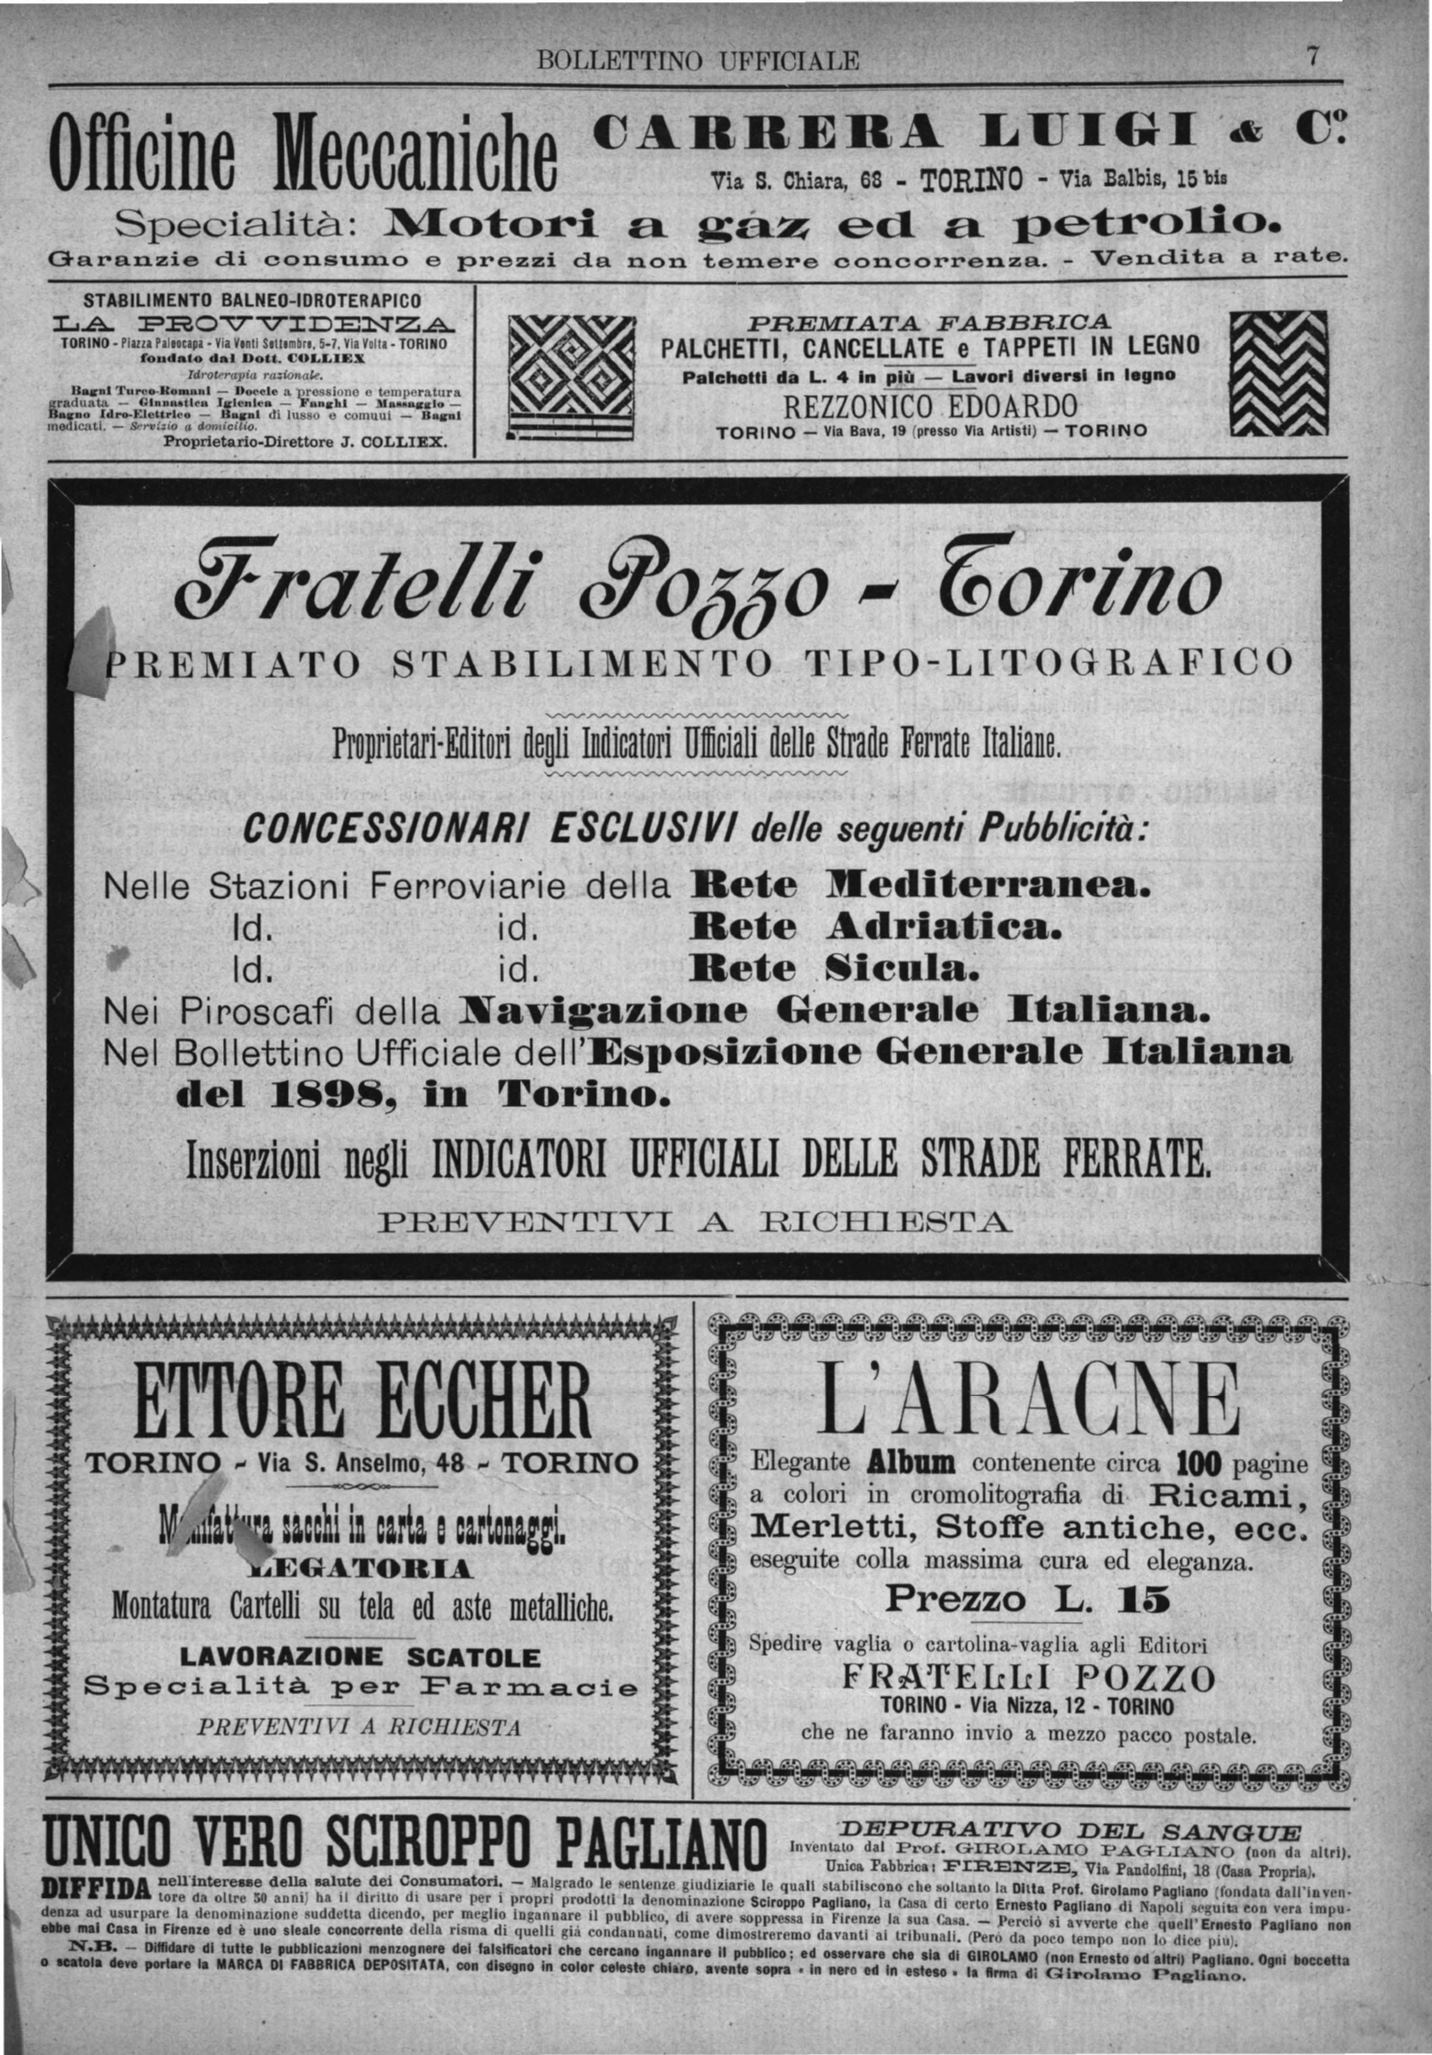 BOLLETTINO UFFICIALE 7
Officine Meccaniche CARRERA LUIGI & Cº.
Via S. Chiara, 63 - TORINO - Via Balbis, 15 bis
Specialità: Motori a gaz ed a petrolio.
Garanzie di consumo e prezzi da non temere concorrenza. - Vendita a rate.
STABILIMENTO BALNEO-IDROTERAPICO
LA PROVVIDENZA
TORINO - Piazza Paleocapa - Via Venti Settembre, 5-7, Via Volta - TORINO
fondato dal Dott. COLLIEX
Idroterapia razionale.
Bagni Turco-Romani — Doccie a pressione e temperatura
graduata — Ginnastica Igienica — Fanghi — Massaggio —
Bagno Idro-Elettrico — Bagni di lusso e comuni — Bagni
medicati. — Servizio a domicilio.
Proprietario-Direttore J. COLLIEX.
PREMIATA FABBRICA
PALCHETTI, CANCELLATE e TAPPETI IN LEGNO
Palchetti da L. 4 in più — Lavori diversi in legno
REZZONICO EDOARDO
TORINO — Via Bava, 19 (presso Via Artisti) — TORINO
Fratelli Pozzo - Torino
PREMIATO STABILIMENTO TIPO-LITOGRAFICO
Proprietari-Editori degli Indicatori Ufficiali delle Strade Ferrate Italiane.
CONCESSIONARI ESCLUSIVI delle seguenti Pubblicità:
Nelle Stazioni Ferroviarie della Rete Mediterranea.
Id. id. Rete Adriatica.
Id. id. Rete Sicula.
Nei Piroscafi della Navigazione Generale Italiana.
Nel Bollettino Ufficiale dell'Esposizione Generale Italiana
del 1898, in Torino.
Inserzioni negli INDICATORI UFFICIALI DELLE STRADE FERRATE.
PREVENTIVI A RICHIESTA
ETTORE ECCHER
TORINO - Via S. Anselmo, 48 - TORINO
Manifattura sacchi in carta e cartonaggi.
LEGATORIA
Montatura Cartelli su tela ed aste metalliche.
LAVORAZIONE SCATOLE
Specialità per Farmacie
PREVENTIVI A RICHIESTA
L'ARACNE
Elegante Album contenente circa 100 pagine
a colori in cromolitografia di Ricami,
Merletti, Stoffe antiche, ecc.
eseguite colla massima cura ed eleganza.
Prezzo L. 15
Spedire vaglia o cartolina-vaglia agli Editori
FRATELLI POZZO
TORINO - Via Nizza, 12 - TORINO
che ne faranno invio a mezzo pacco postale.
UNICO VERO SCIROPPO PAGLIANO
DEPURATIVO DEL SANGUE
Inventato dal Prof. GIROLAMO PAGLIANO (non da altri).
Unica Fabbrica: FIRENZE, Via Pandolfini, 18 (Casa Propria).
DIFFIDA nell'interesse della salute dei Consumatori. — Malgrado le sentenze giudiziarie le quali stabiliscono che soltanto la Ditta Prof. Girolamo Pagliano (fondata dall'inven-
tore da oltre 50 anni) ha il diritto di usare per i propri prodotti la denominazione Sciroppo Pagliano, la Casa di certo Ernesto Pagliano di Napoli seguita con vera impu-
denza ad usurpare la denominazione suddetta dicendo, per meglio ingannare il pubblico, di avere soppressa in Firenze la sua Casa. — Perciò si avverte che quell'Ernesto Pagliano non
ebbe mai Casa in Firenze ed è uno sleale concorrente della risma di quelli già condannati, come dimostreremo davanti ai tribunali. (Però da poco tempo non lo dice più).
N.B. — Diffidare di tutte le pubblicazioni menzognere dei falsificatori che cercano ingannare il pubblico; ed osservare che sia di GIROLAMO (non Ernesto od altri) Pagliano. Ogni boccetta
o scatola deve portare la MARCA DI FABBRICA DEPOSITATA, con disegno in color celeste chiaro, avente sopra « in nero ed in esteso » la firma di Girolamo Pagliano.